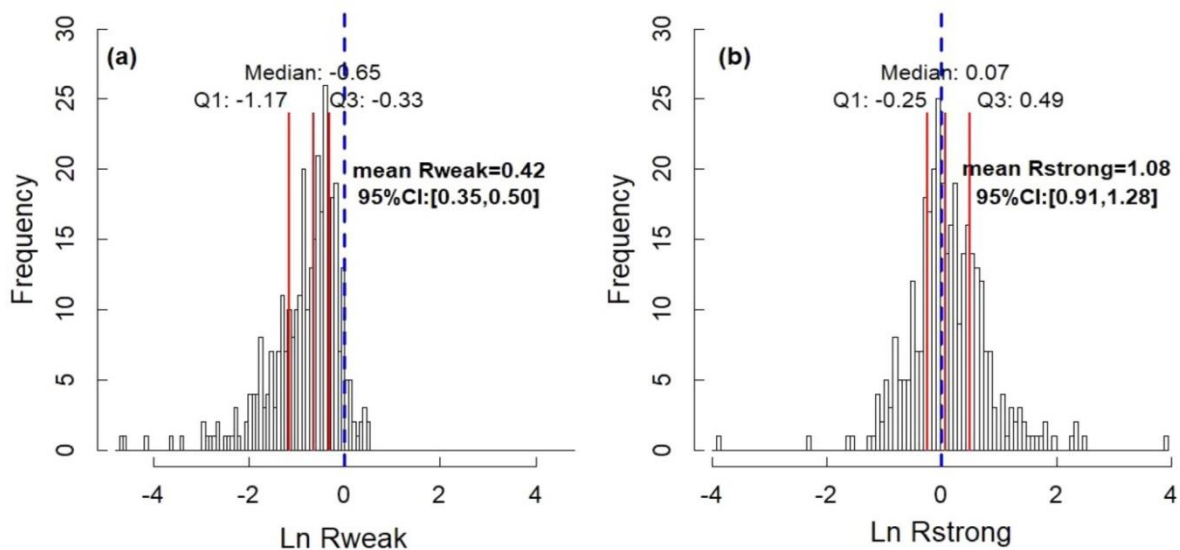 (a)
Median: -0.65
Q1: -1.17
Q3: -0.33
mean Rweak=0.42
95%CI:[0.35,0.50]
Frequency
30
25
20
15
10
5
0
-4
-2
0
2
4
Ln Rweak
(b)
Median: 0.07
Q1: -0.25
Q3: 0.49
mean Rstrong=1.08
95%CI:[0.91,1.28]
Frequency
30
25
20
15
10
5
0
-4
-2
0
2
4
Ln Rstrong